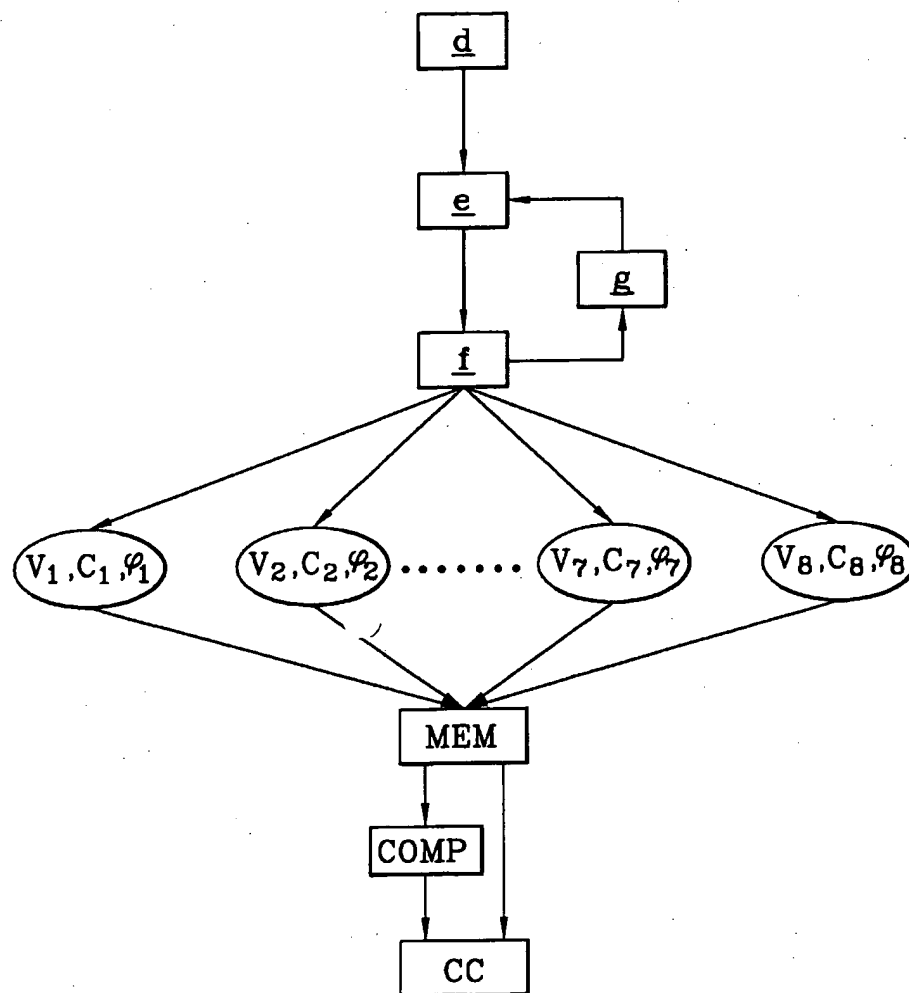 d
e
g
f
V₁,C₁,φ₁
V₂,C₂,φ₂ ....... V₇,C₇,φ₇
V₈,C₈,φ₈
MEM
COMP
CC